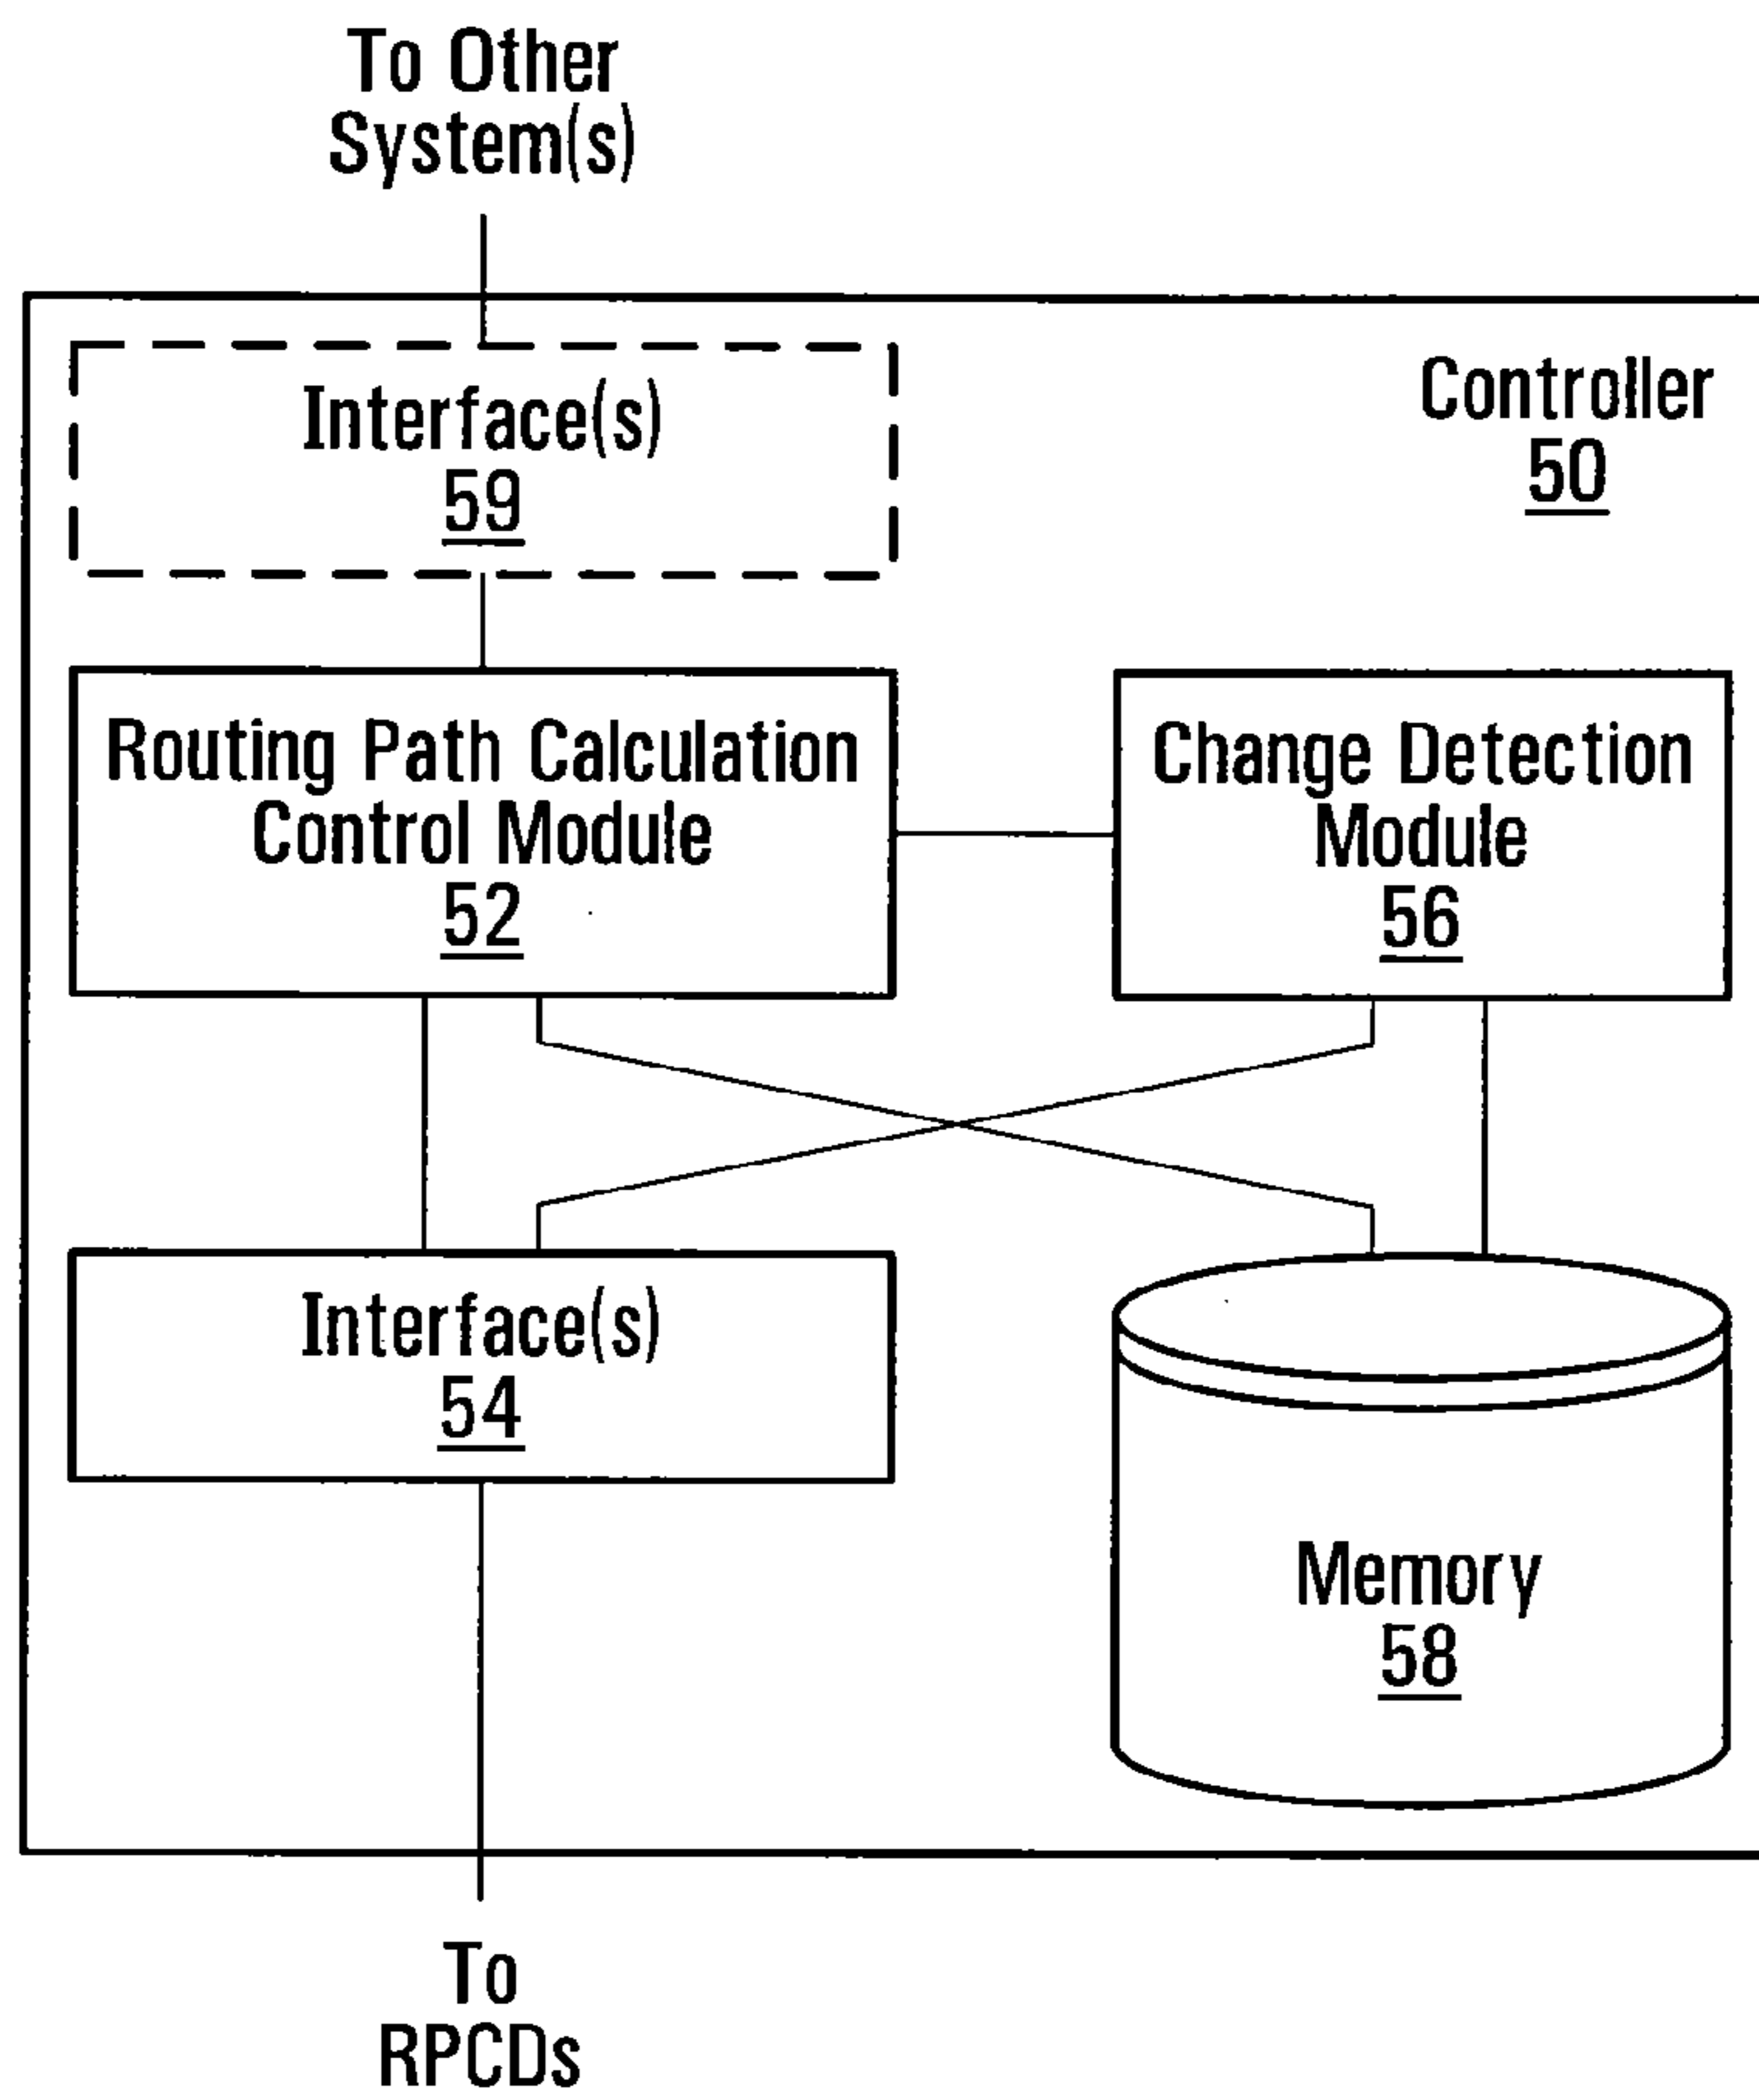 To Other
System(s)
Interface(s)
59
Controller
50
Routing Path Calculation
Control Module
52
Change Detection
Module
56
Interface(s)
54
Memory
58
To
RPCDs